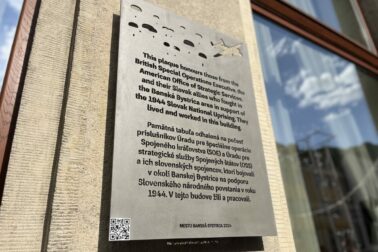 This plaque honours those from the
British Special Operations Executive, the
American Office of Strategic Services
and their Slovak allies who fought in
the Banská Bystrica area in support of
the 1944 Slovak National Uprising. They
lived and worked in this building.
Pamätná tabuľa odhalená na počesť
príslušníkov Úradu pre špeciálne operácie
Spojeného kráľovstva (SOE) a Úradu pre
strategické služby Spojených štátov (OSS)
a ich slovenských spojencov, ktorí bojovali
v okolí Banskej Bystrice na podporu
Slovenského národného povstania v roku
1944. V tejto budove žili a pracovali.
MESTO BANSKÁ BYSTRICA 2024